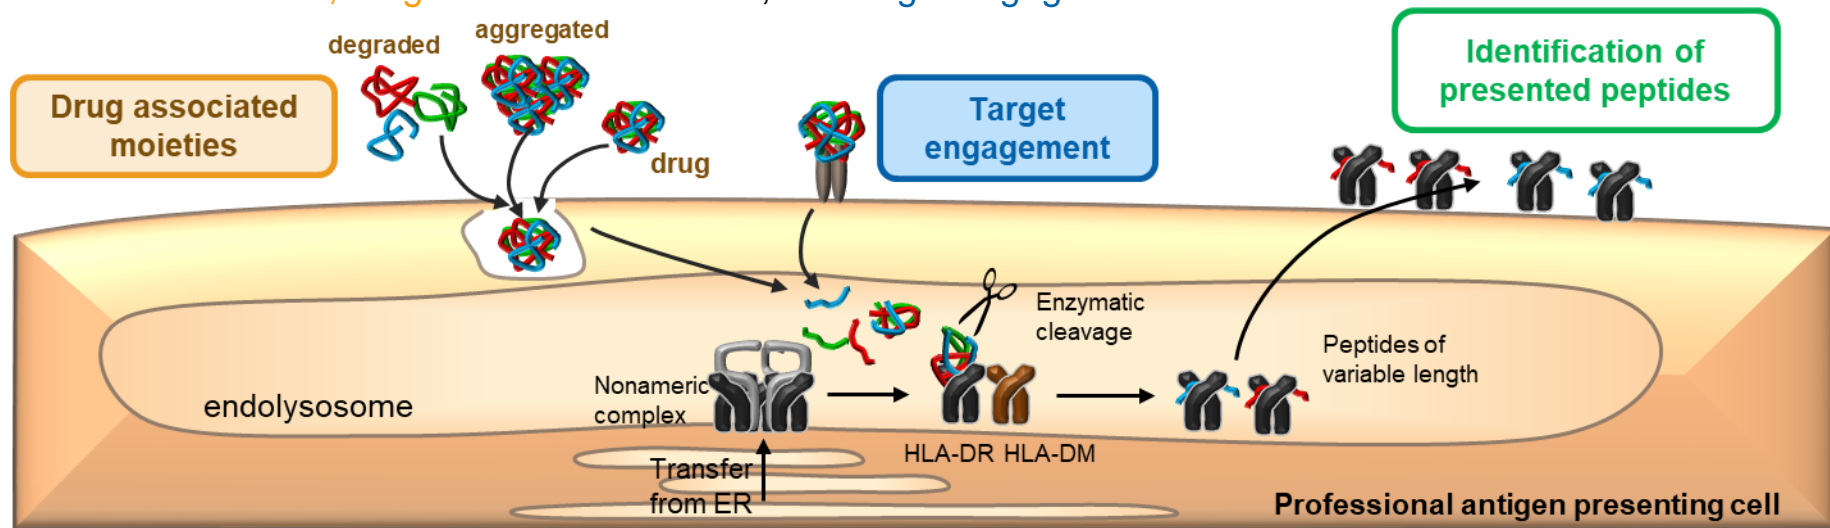 degraded
aggregated
Drug associated
moieties
drug
Target
engagement
Identification of
presented peptides
Enzymatic
cleavage
Peptides of
variable length
Nonameric
complex
endolysosome
HLA-DR HLA-DM
Transfer
from ER
Professional antigen presenting cell